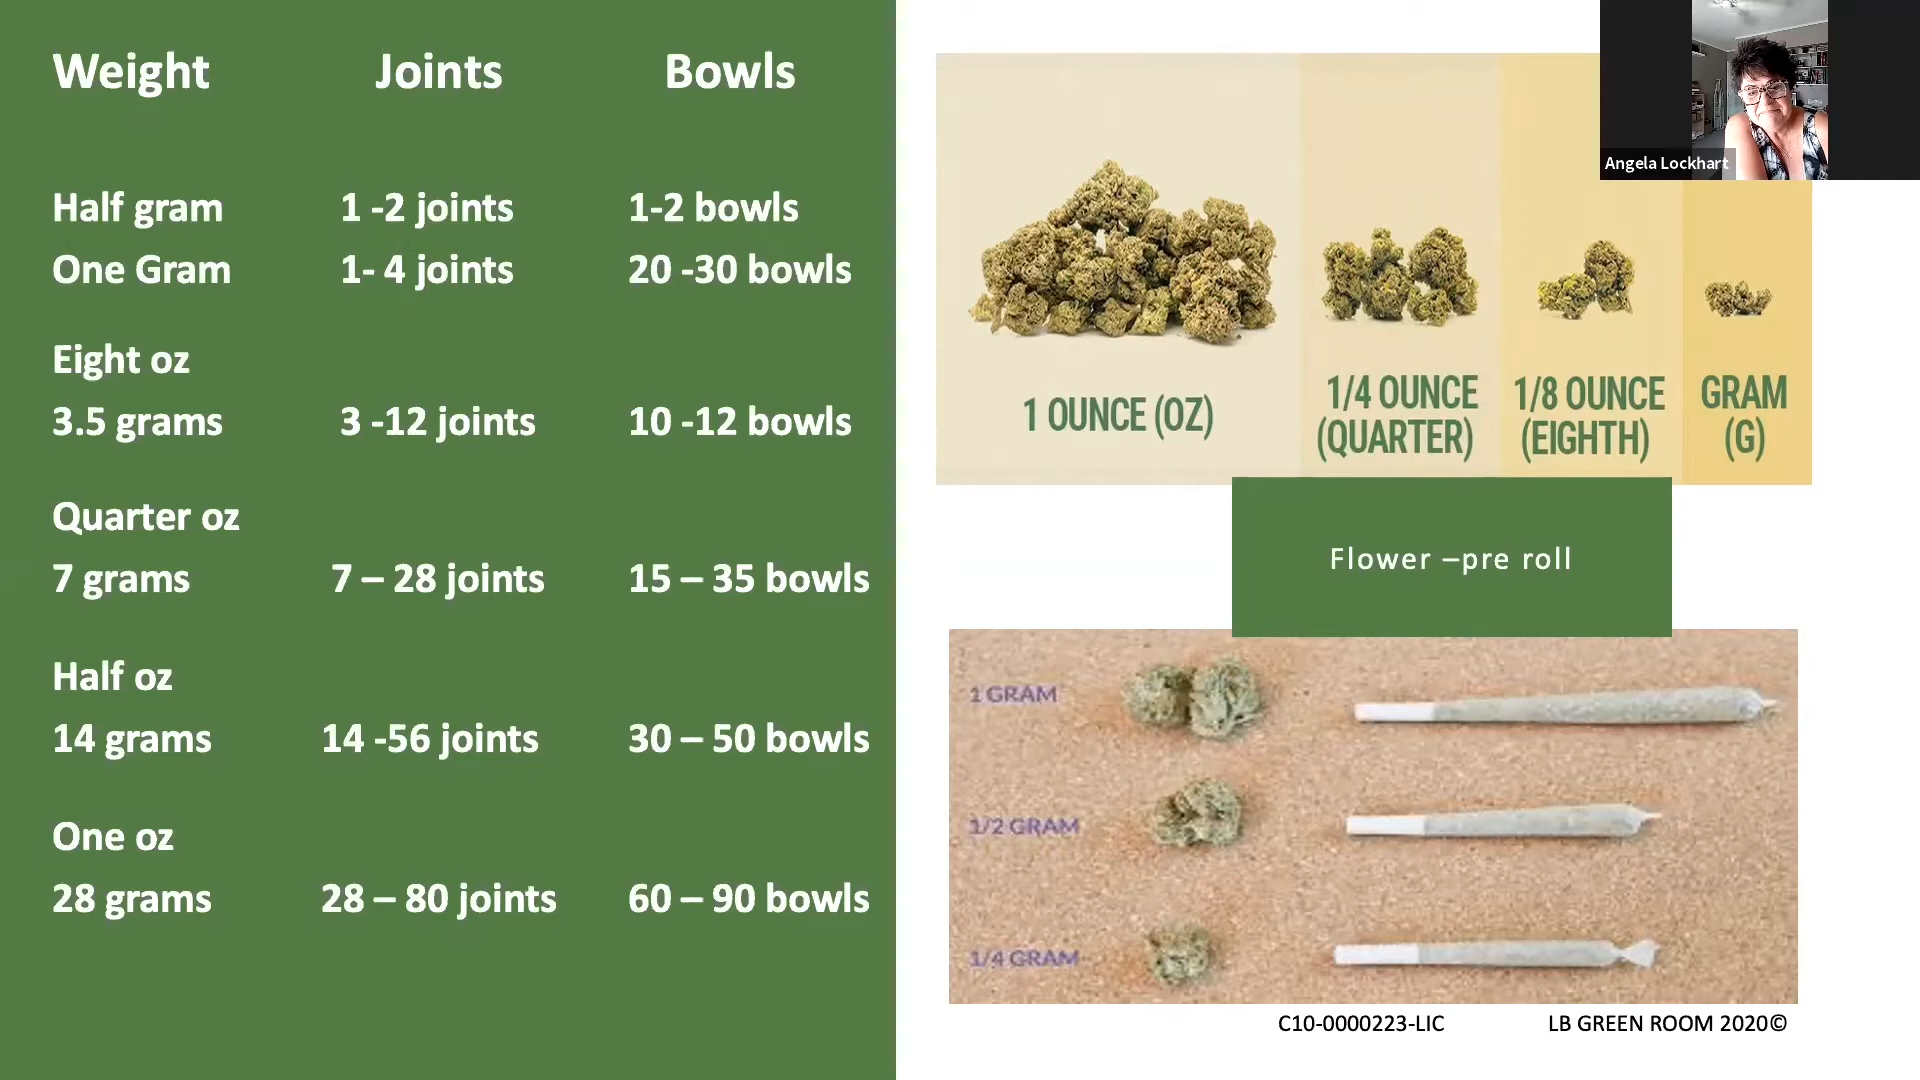 Weight Joints Bowls
Half gram 1 -2 joints 1-2 bowls
One Gram 1- 4 joints 20 -30 bowls
Eight oz
3.5 grams 3 -12 joints 10 -12 bowls
Quarter oz
7 grams 7 – 28 joints 15 – 35 bowls
Half oz
14 grams 14 -56 joints 30 – 50 bowls
One oz
28 grams 28 – 80 joints 60 – 90 bowls
Angela Lockhart
1 OUNCE (OZ)
1/4 OUNCE
(QUARTER)
1/8 OUNCE
(EIGHTH)
GRAM
(G)
Flower –pre roll
1 GRAM
1/2 GRAM
1/4 GRAM
C10-0000223-LIC LB GREEN ROOM 2020©